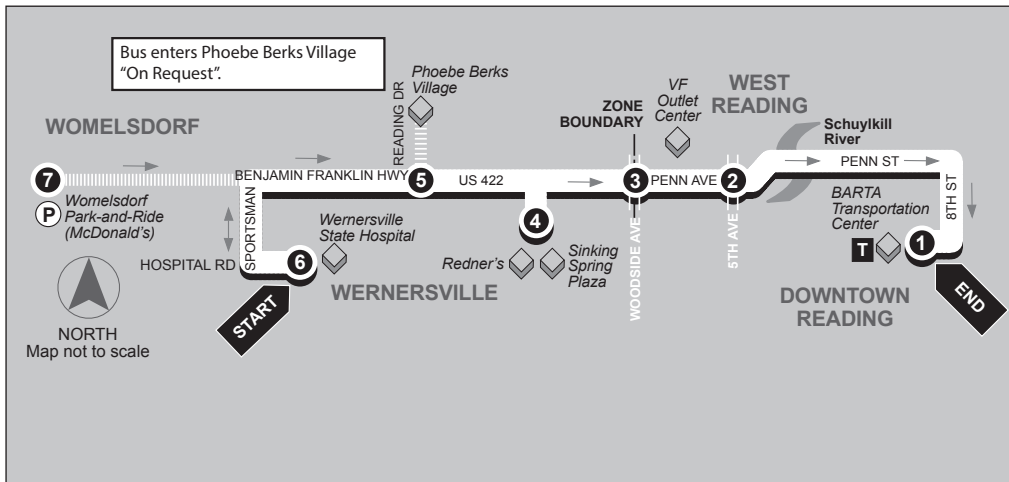 Bus enters Phoebe Berks Village
"On Request".
WOMELSDORF
7
P
Womelsdorf
Park-and-Ride
(McDonald's)
NORTH
Map not to scale
HOSPITAL RD
SPORTSMAN
START
6
Wernersville
State Hospital
WERNERSVILLE
BENJAMIN FRANKLIN HWY
READING DR
Phoebe Berks
Village
5
US 422
4
Redner's
Sinking
Spring
Plaza
ZONE
BOUNDARY
3
WOODSIDE AVE
VF
Outlet
Center
PENN AVE
2
5TH AVE
WEST
READING
Schuylkill
River
PENN ST
8TH ST
BARTA
Transportation
Center
T
1
END
DOWNTOWN
READING